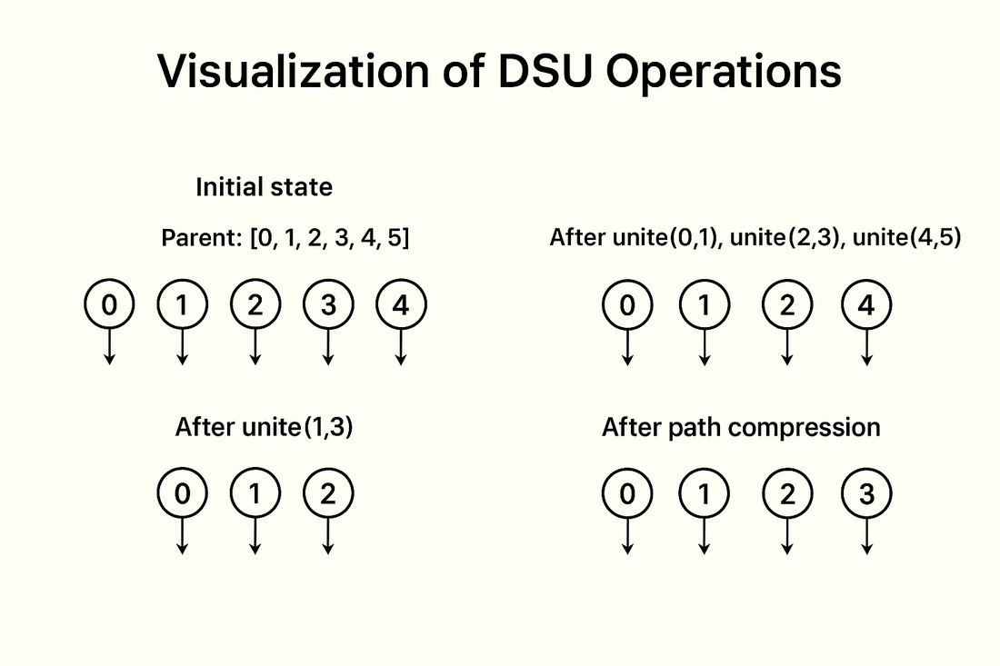 Visualization of DSU Operations
Initial state
Parent: [0, 1, 2, 3, 4, 5]
0 1 2 3 4
After unite(0,1), unite(2,3), unite(4,5)
0 1 2 4
After unite(1,3)
0 1 2
After path compression
0 1 2 3